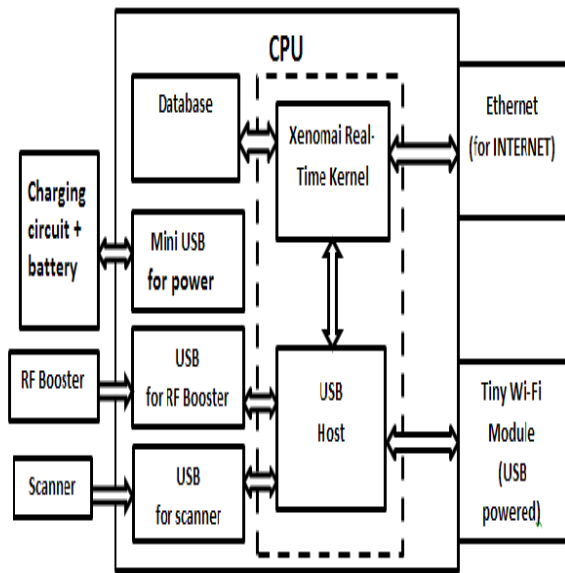 CPU
Database
Xenomai Real-
Time Kernel
Ethernet
(for INTERNET)
Charging
circuit +
battery
Mini USB
for power
RF Booster
USB
for RF Booster
USB
Host
Tiny Wi-Fi
Module
(USB
powered)
Scanner
USB
for scanner